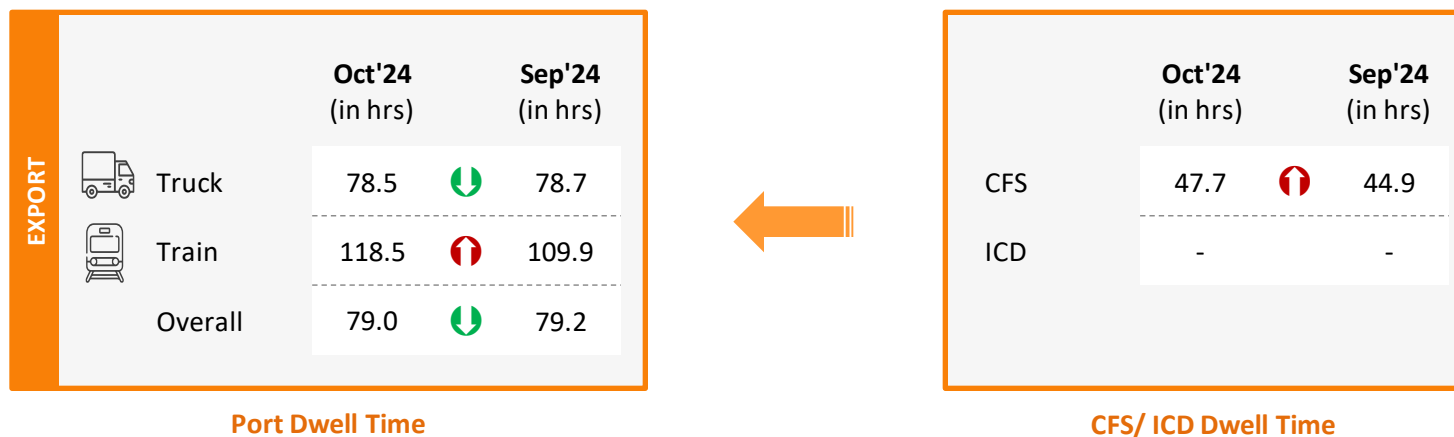 EXPORT
Oct'24 Sep'24
(in hrs) (in hrs)
Truck 78.5 78.7
Train 118.5 109.9
Overall 79.0 79.2
Port Dwell Time
Oct'24 Sep'24
(in hrs) (in hrs)
CFS 47.7 44.9
ICD - -
CFS/ ICD Dwell Time